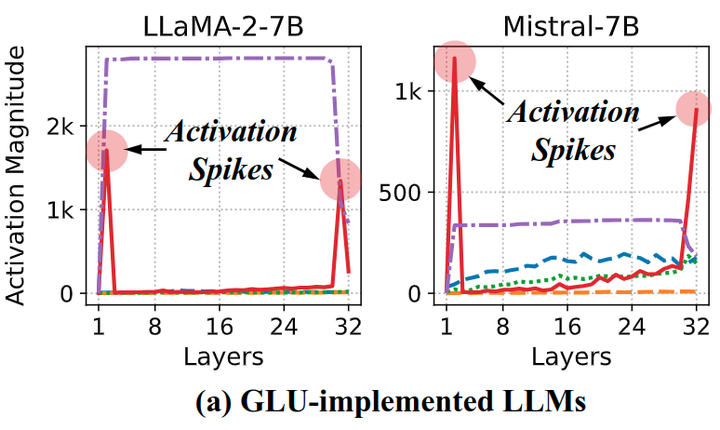 LLaMA-2-7B
Activation Magnitude
2k
1k
0
Activation
Spikes
1 8 16 24 32
Layers
Mistral-7B
1k
500
0
Activation
Spikes
1 8 16 24 32
Layers
(a) GLU-implemented LLMs